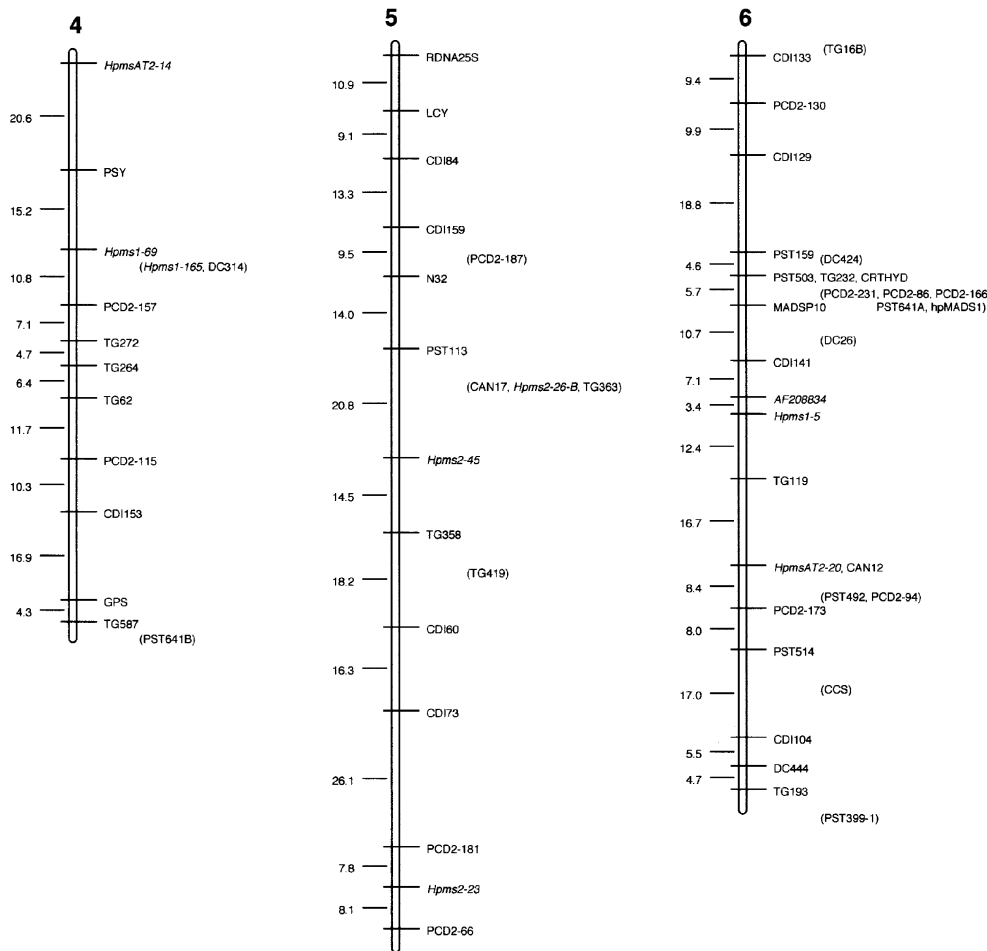 4
HpmsAT2-14
20.6
PSY
15.2
Hpms1-69
(Hpms1-165, DC314)
10.8
PCD2-157
7.1
TG272
4.7
TG264
6.4
TG62
11.7
PCD2-115
10.3
CDI153
16.9
GPS
4.3
TG587
(PST641B)
5
RDNA25S
10.9
LCY
9.1
CDI84
13.3
CDI159
9.5
(PCD2-187)
N32
14.0
PST113
(CAN17, Hpms2-26-B, TG363)
20.8
Hpms2-45
14.5
TG358
(TG419)
18.2
CDI60
16.3
CDI73
26.1
PCD2-181
7.8
Hpms2-23
8.1
PCD2-66
6
(TG16B)
CDI133
9.4
PCD2-130
9.9
CDI129
18.8
PST159
(DC424)
4.6
PST503, TG232, CRTHYD
5.7
(PCD2-231, PCD2-86, PCD2-166
MADSP10
PST641A, hpMADS1)
10.7
(DC26)
CDI141
7.1
AF208834
3.4
Hpms1-5
12.4
TG119
16.7
HpmsAT2-20, CAN12
8.4
(PST492, PCD2-94)
PCD2-173
8.0
PST514
17.0
(CCS)
CDI104
5.5
DC444
4.7
TG193
(PST399-1)